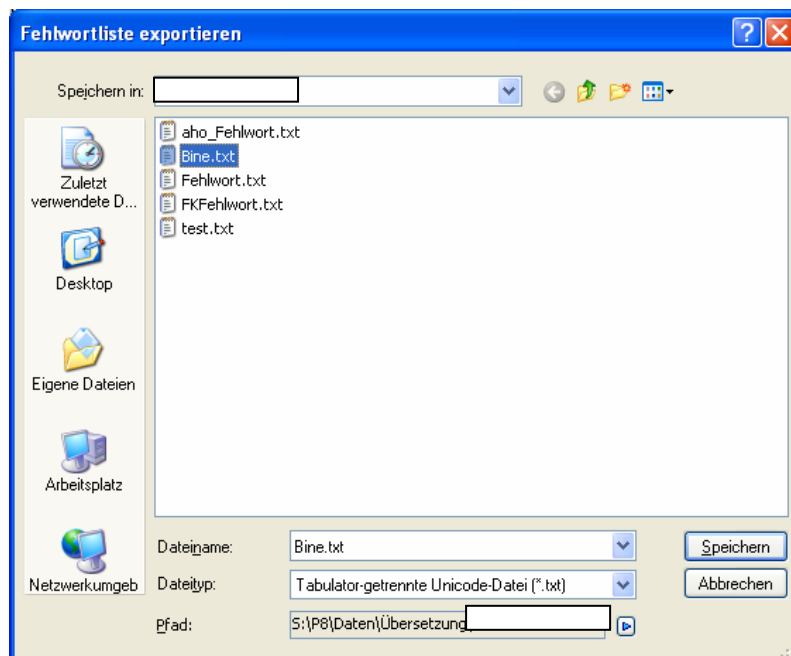 Fehlwortliste exportieren
Speichern in:
aho_Fehlwort.txt
Bine.txt
Fehlwort.txt
FKFehlwort.txt
test.txt
Zuletzt
verwendete D...
Desktop
Eigene Dateien
Arbeitsplatz
Netzwerkumgeb
Dateiname: Bine.txt Speichern
Dateityp: Tabulator-getrennte Unicode-Datei (*.txt) Abbrechen
Pfad: S:\P8\Daten\Übersetzung